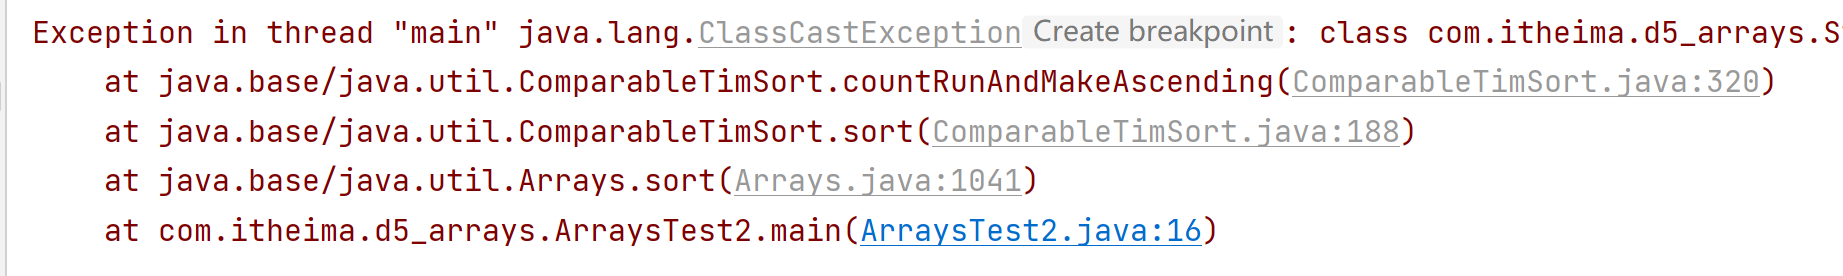 Exception in thread "main" java.lang.ClassCastException Create breakpoint : class com.itheima.d5_arrays.S
at java.base/java.util.ComparableTimSort.countRunAndMakeAscending(ComparableTimSort.java:320)
at java.base/java.util.ComparableTimSort.sort(ComparableTimSort.java:188)
at java.base/java.util.Arrays.sort(Arrays.java:1041)
at com.itheima.d5_arrays.ArraysTest2.main(ArraysTest2.java:16)